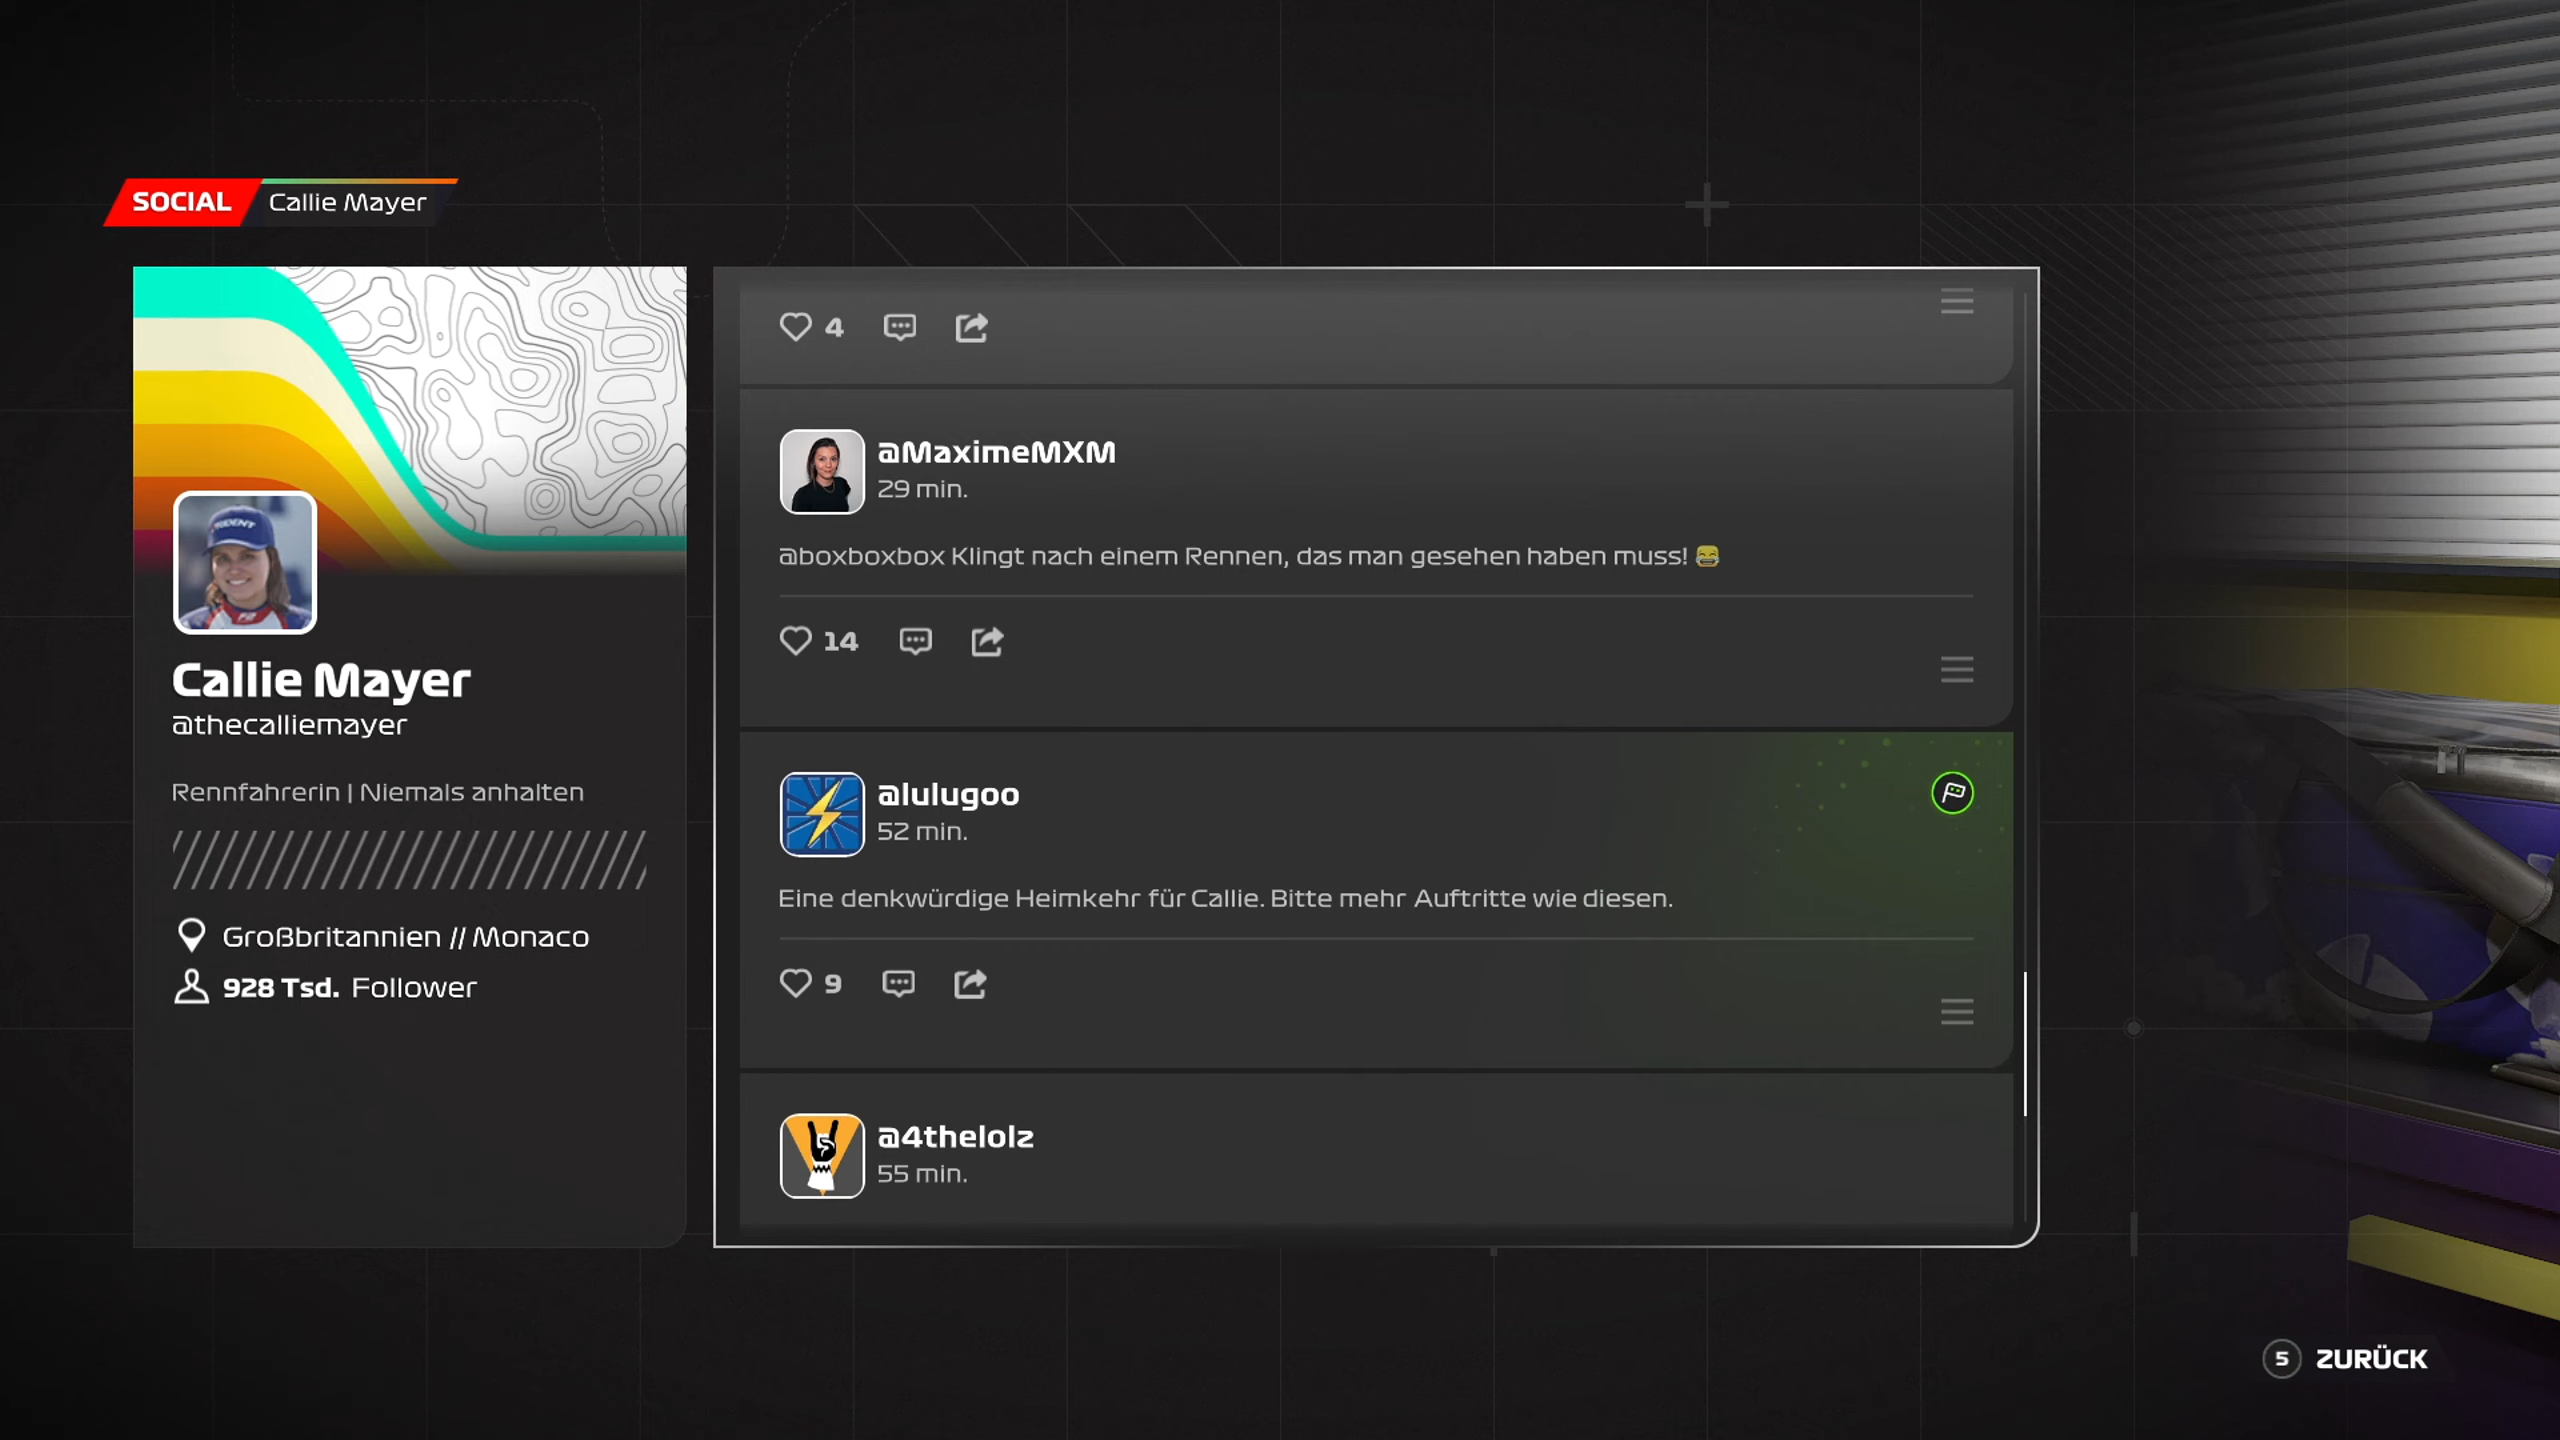 SOCIAL Callie Mayer
Callie Mayer
@thecalliemayer
Rennfahrerin | Niemals anhalten
Großbritannien // Monaco
928 Tsd. Follower
4
@MaximeMXM
29 min.
@boxboxbox Klingt nach einem Rennen, das man gesehen haben muss! 😂
14
@lulugoo
52 min.
Eine denkwürdige Heimkehr für Callie. Bitte mehr Auftritte wie diesen.
9
@4thelolz
55 min.
5 ZURÜCK